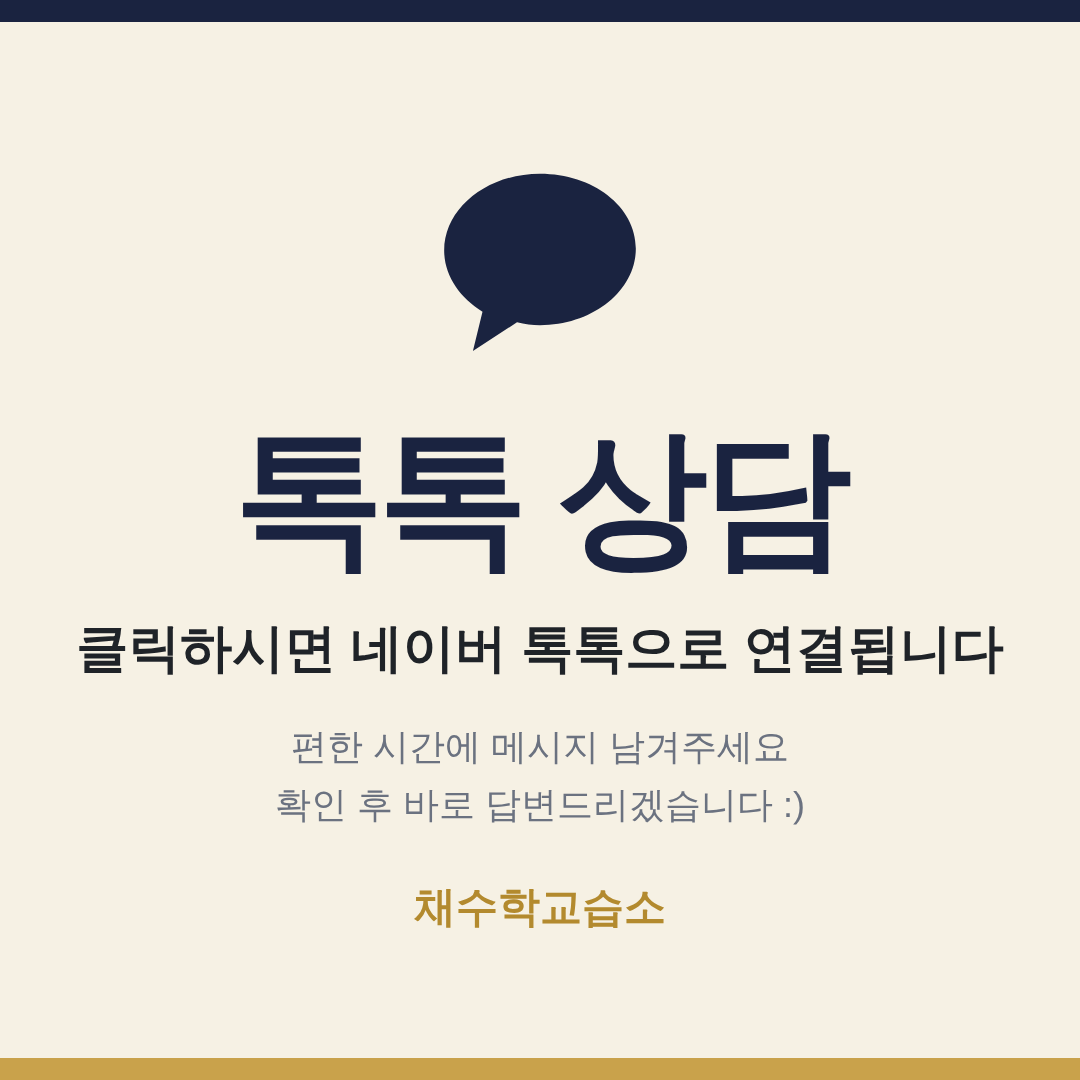 톡톡 상담
클릭하시면 네이버 톡톡으로 연결됩니다
편한 시간에 메시지 남겨주세요
확인 후 바로 답변드리겠습니다 :)
채수학교습소